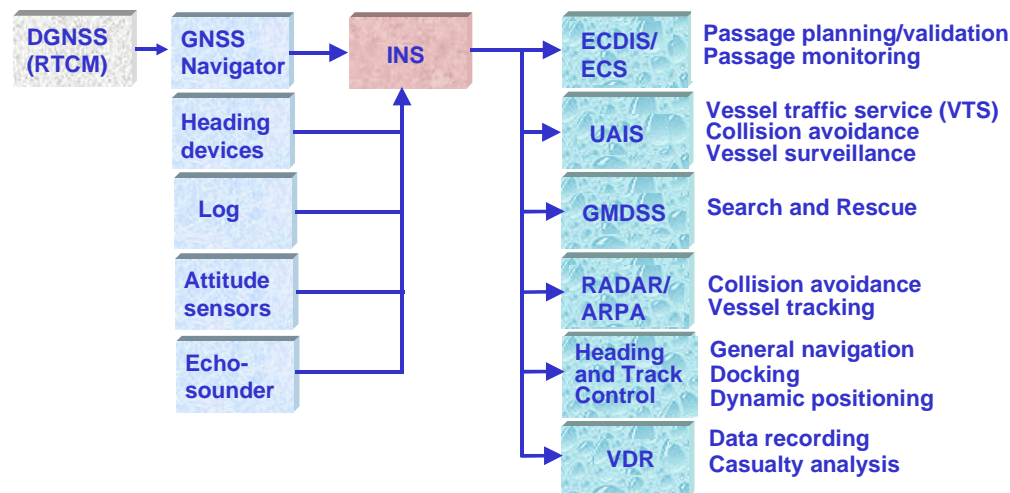 DGNSS
(RTCM)
GNSS
Navigator
INS
Heading
devices
Log
Attitude
sensors
Echo-
sounder
ECDIS/
ECS
Passage planning/validation
Passage monitoring
UAIS
Vessel traffic service (VTS)
Collision avoidance
Vessel surveillance
GMDSS
Search and Rescue
RADAR/
ARPA
Collision avoidance
Vessel tracking
Heading
and Track
Control
General navigation
Docking
Dynamic positioning
VDR
Data recording
Casualty analysis